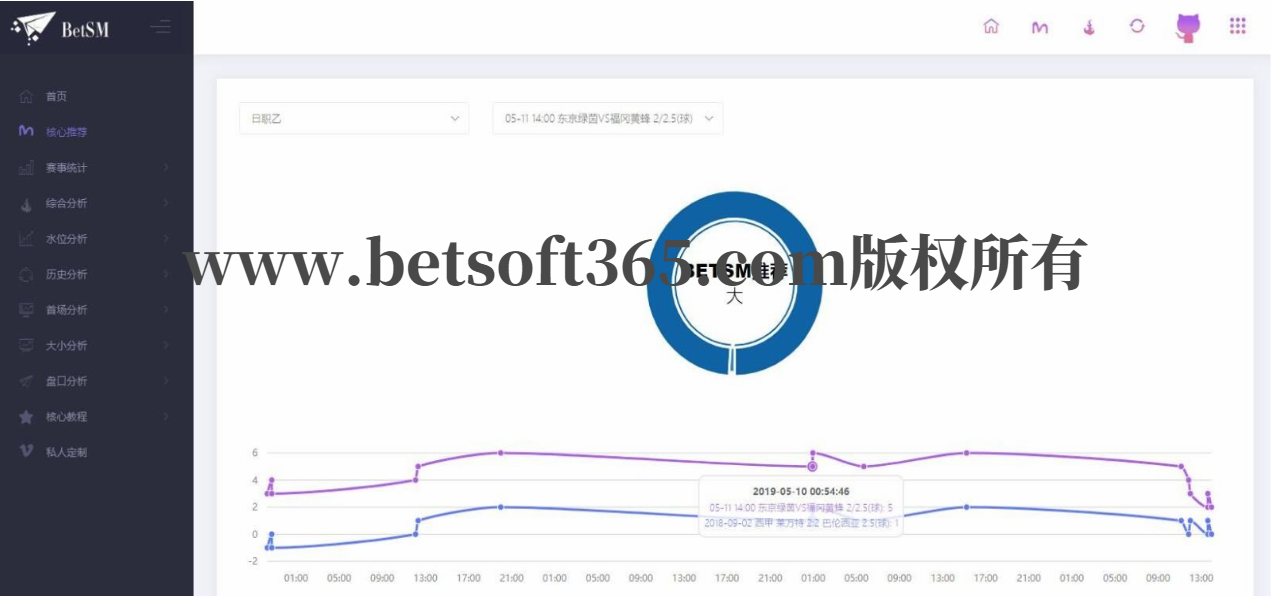 BetSM
首页
核心推荐
赛事统计
综合分析
水位分析
历史分析
首场分析
大小分析
盘口分析
核心教程
私人定制
日职乙
05-11 14:00 东京绿茵VS福冈黄蜂 2/2.5(球)
BETSM推荐
大
www.betsoft365.com版权所有
6
4
2
0
-2
2019-05-10 00:54:46
05-11 14:00 东京绿茵VS福冈黄蜂 2/2.5(球): 5
2018-09-02 西甲 莱万特 2:2 巴伦西亚 2.5(球): 1
01:00 05:00 09:00 13:00 17:00 21:00 01:00 05:00 09:00 13:00 17:00 21:00 01:00 05:00 09:00 13:00 17:00 21:00 01:00 05:00 09:00 13:00